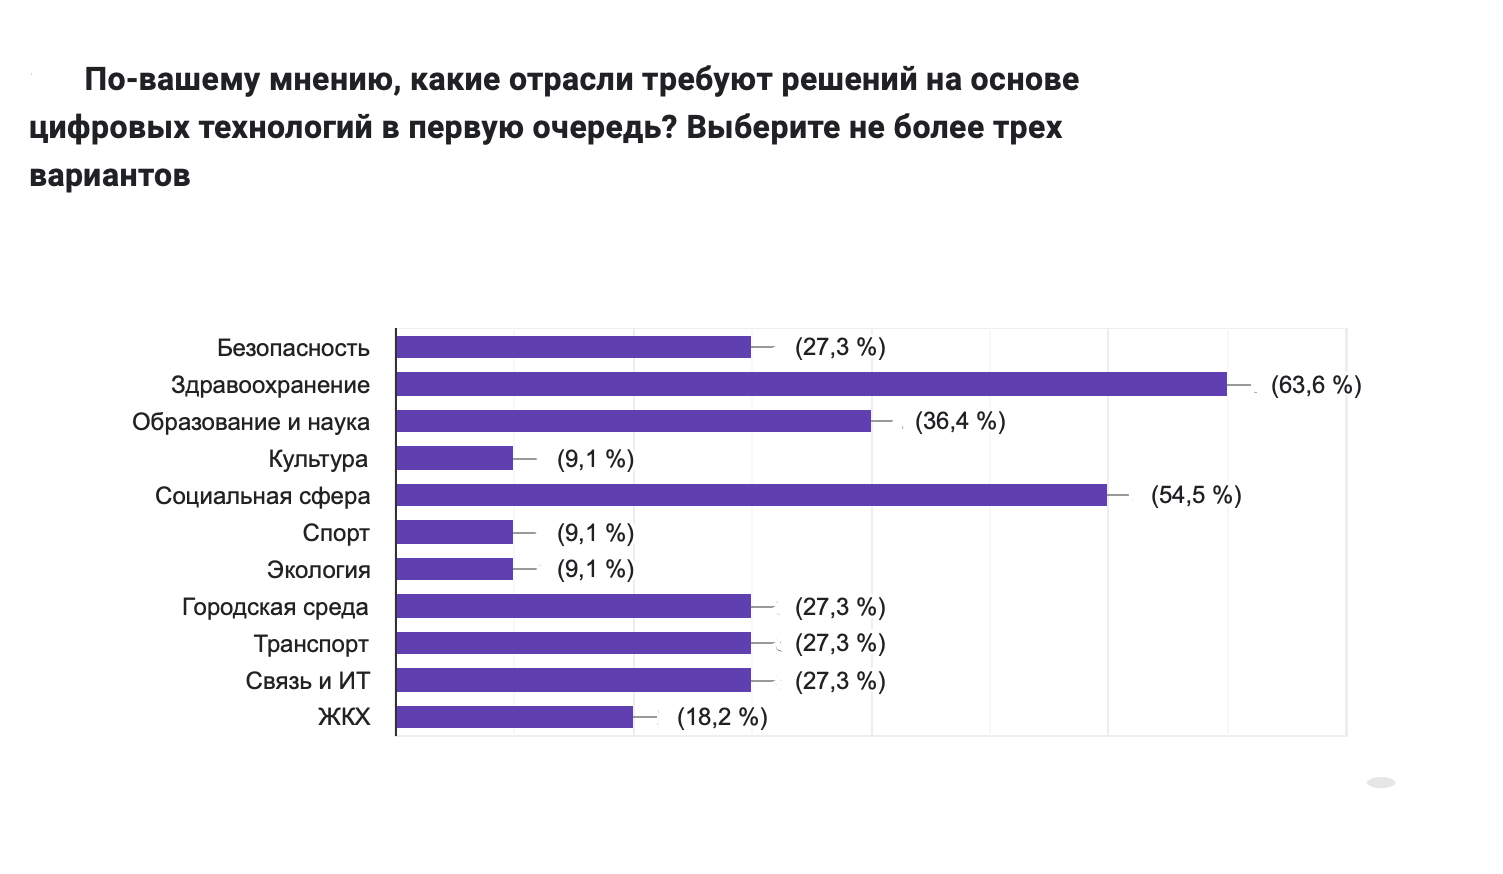 По-вашему мнению, какие отрасли требуют решений на основе
цифровых технологий в первую очередь? Выберите не более трех
вариантов
Безопасность (27,3 %)
Здравоохранение (63,6 %)
Образование и наука (36,4 %)
Культура (9,1 %)
Социальная сфера (54,5 %)
Спорт (9,1 %)
Экология (9,1 %)
Городская среда (27,3 %)
Транспорт (27,3 %)
Связь и ИТ (27,3 %)
ЖКХ (18,2 %)